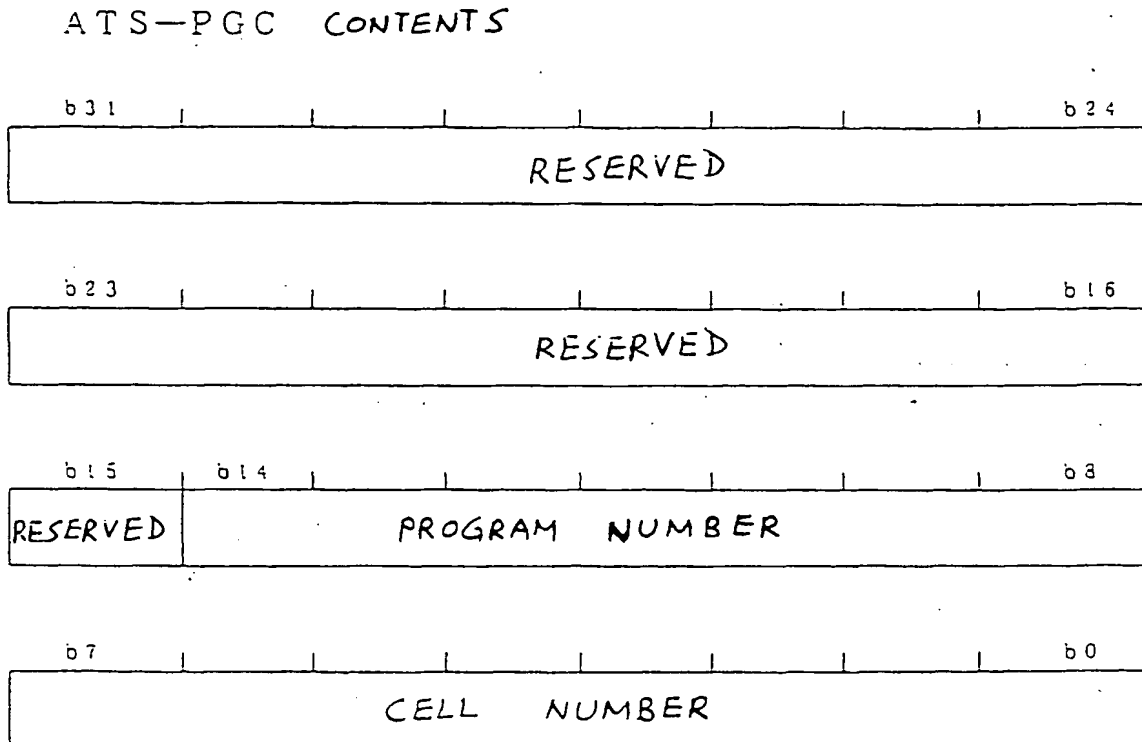 ATS-PGC CONTENTS
b31 b24
RESERVED
b23 b16
RESERVED
b15 b14 b8
RESERVED PROGRAM NUMBER
b7 b0
CELL NUMBER